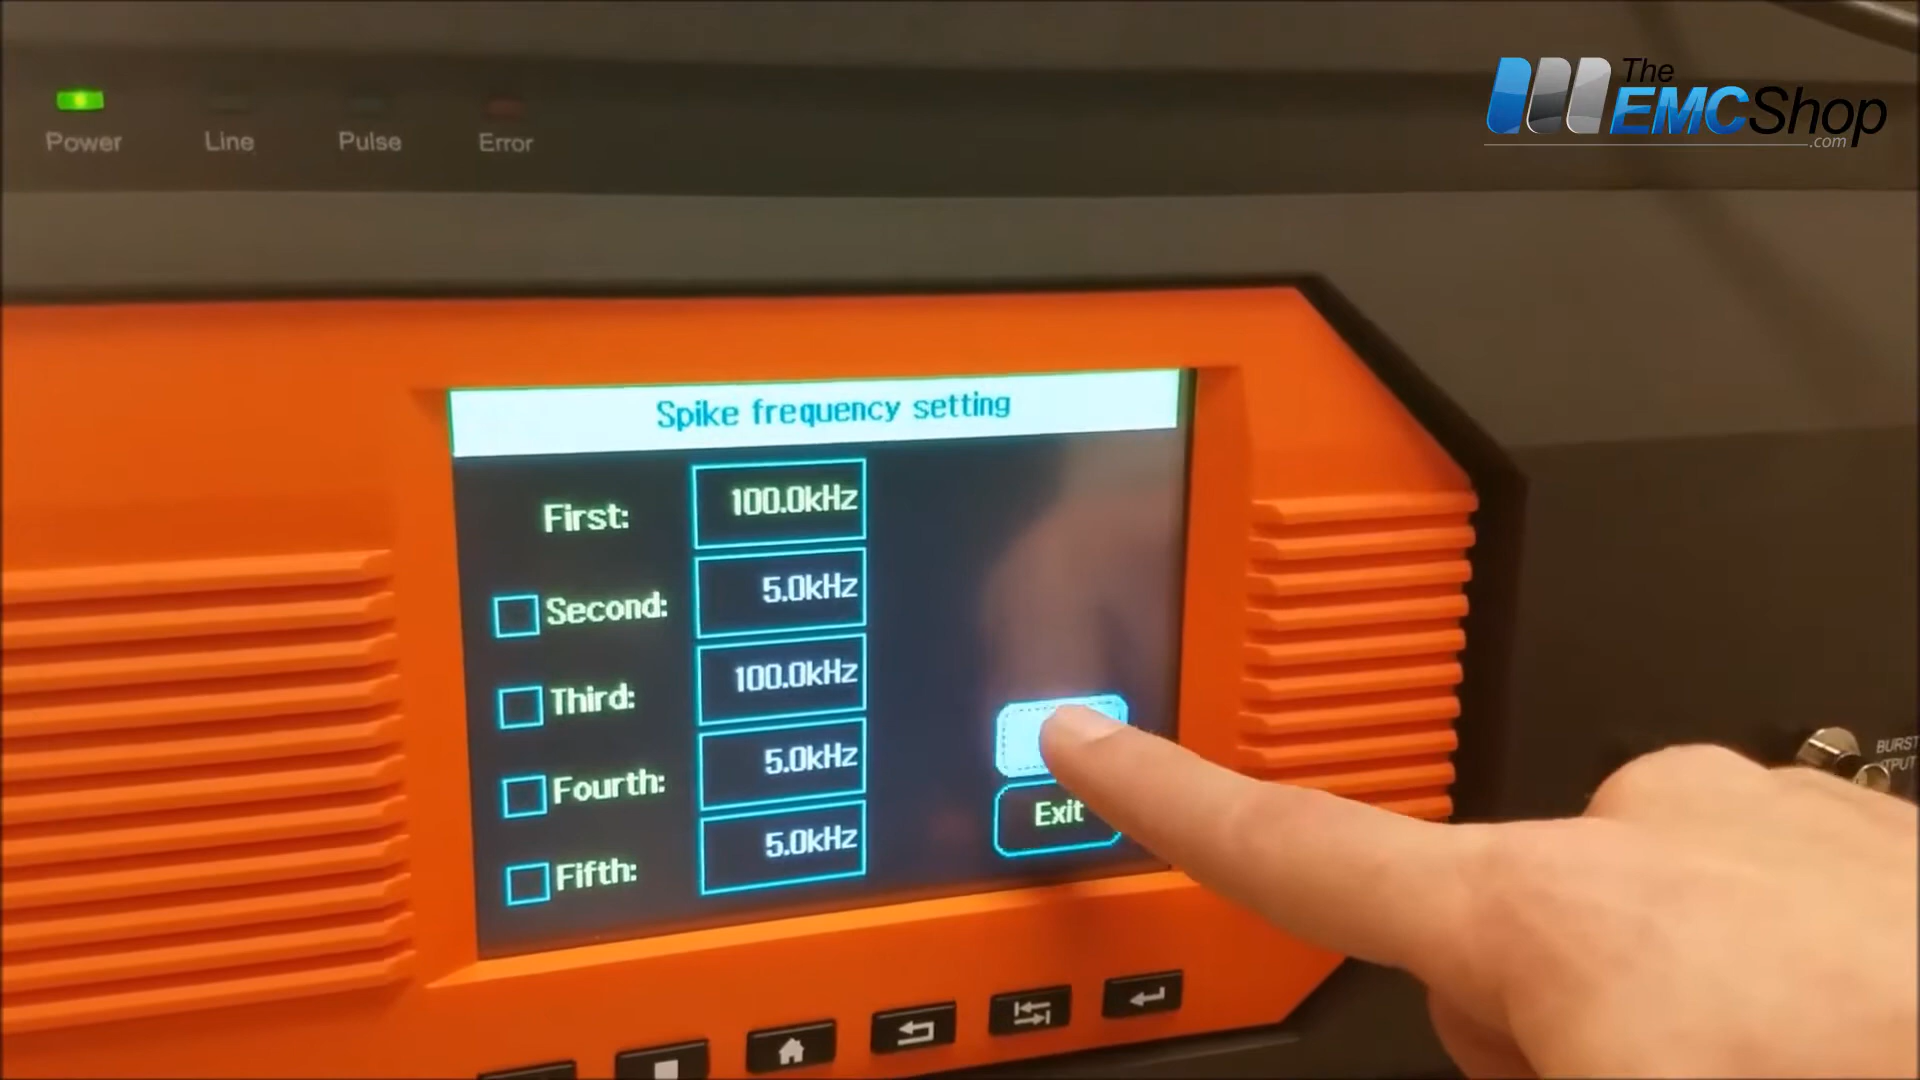 The
EMCShop
.com
Power
Line
Pulse
Error
Spike frequency setting
First: 100.0kHz
Second: 5.0kHz
Third: 100.0kHz
Fourth: 5.0kHz
Fifth: 5.0kHz
Exit
BURST